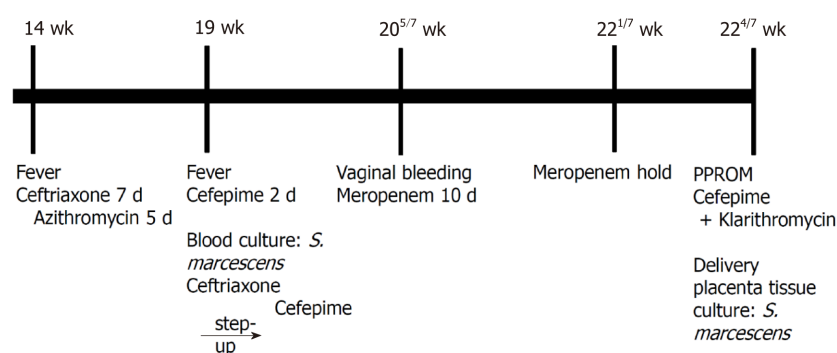 14 wk
19 wk
20⁵/⁷ wk
22¹/⁷ wk
22⁴/⁷ wk
Fever
Ceftriaxone 7 d
Azithromycin 5 d
Fever
Cefepime 2 d
Blood culture: S.
marcescens
Ceftriaxone
Cefepime
step-
up
Vaginal bleeding
Meropenem 10 d
Meropenem hold
PPROM
Cefepime
+ Klarithromycin
Delivery
placenta tissue
culture: S.
marcescens